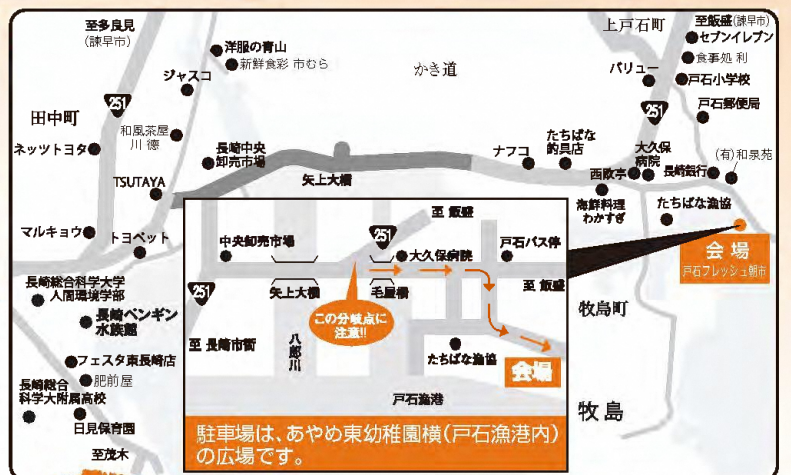 至多良見
(諫早市)
洋服の青山
新鮮食彩 市むら
ジャスコ
かき道
上戸石町
至飯盛(諫早市)
セブンイレブン
食事処 利
バリュー
戸石小学校
戸石郵便局
251
251
田中町
和風茶屋
川徳
ネッツトヨタ
長崎中央
卸売市場
矢上大橋
ナフコ
たちばな
釣具店
西欧亭
大久保
病院
長崎銀行
(有)和泉苑
TSUTAYA
海鮮料理
わかすぎ
たちばな漁協
マルキョウ
トヨペット
会場
戸石フレッシュ朝市
長崎総合科学大学
人間環境学部
長崎ペンギン
水族館
牧島町
フェスタ東長崎店
肥前屋
長崎総合
科学大附属高校
日見保育園
至茂木
牧島
至 飯盛
中央卸売市場
251
大久保病院
戸石バス停
251
矢上大橋
毛屋橋
至 飯盛
この分岐点に
注意!!
至 長崎市街
八郎川
たちばな漁協
会場
戸石漁港
駐車場は、あやめ東幼稚園横(戸石漁港内)
の広場です。